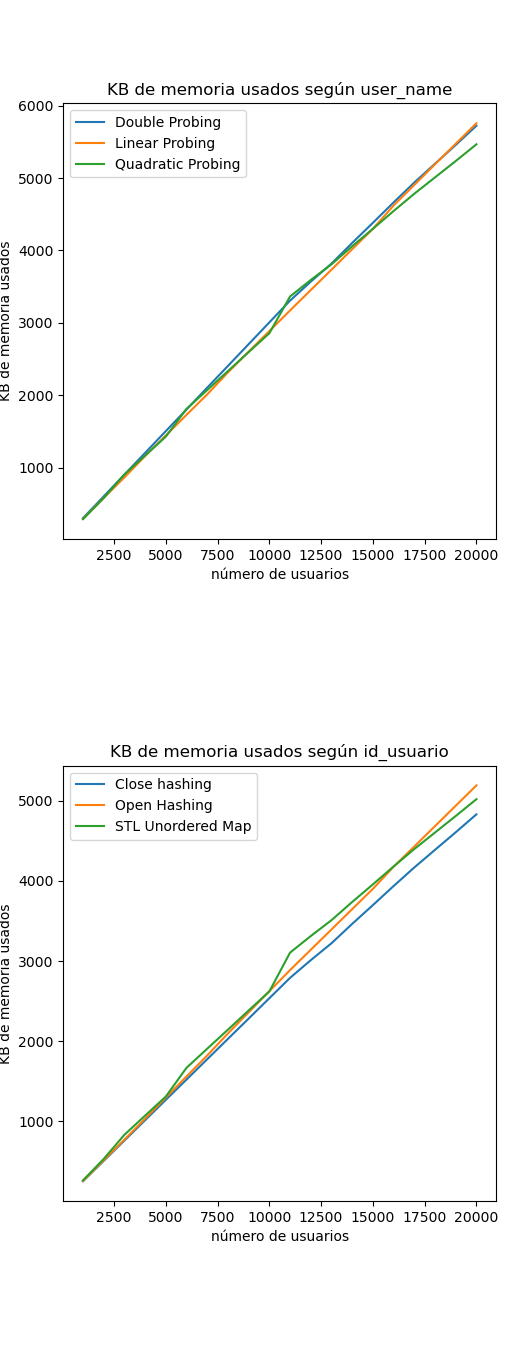 KB de memoria usados según user_name
6000
5000
4000
3000
2000
1000
KB de memoria usados
Double Probing
Linear Probing
Quadratic Probing
2500 5000 7500 10000 12500 15000 17500 20000
número de usuarios
KB de memoria usados según id_usuario
5000
4000
3000
2000
1000
KB de memoria usados
Close hashing
Open Hashing
STL Unordered Map
2500 5000 7500 10000 12500 15000 17500 20000
número de usuarios